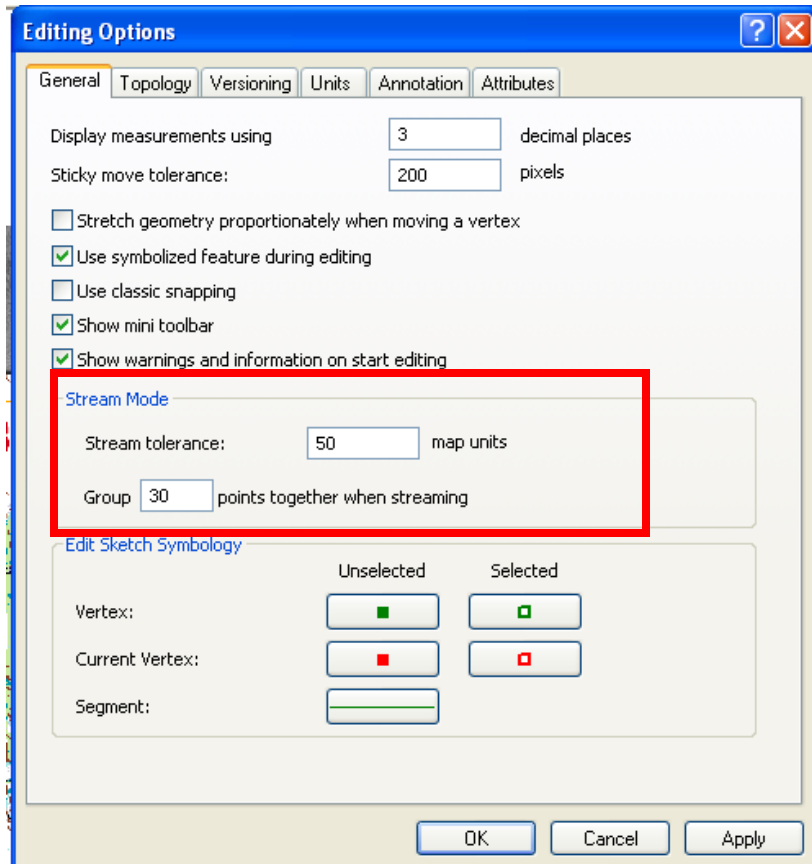 Editing Options
General Topology Versioning Units Annotation Attributes
Display measurements using 3 decimal places
Sticky move tolerance: 200 pixels
Stretch geometry proportionately when moving a vertex
Use symbolized feature during editing
Use classic snapping
Show mini toolbar
Show warnings and information on start editing
Stream Mode
Stream tolerance: 50 map units
Group 30 points together when streaming
Edit Sketch Symbology
Unselected Selected
Vertex:
Current Vertex:
Segment:
OK Cancel Apply